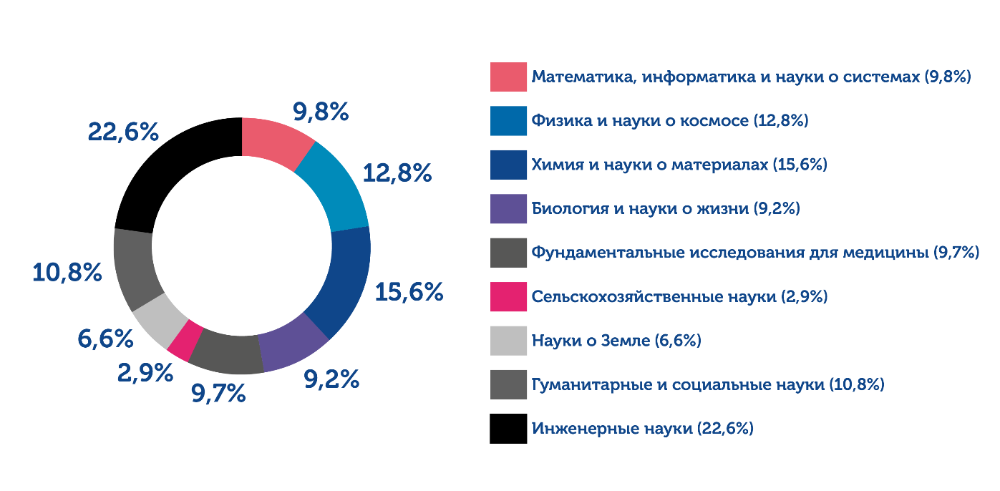 9,8%
22,6%
12,8%
10,8%
15,6%
6,6%
2,9%
9,7%
9,2%
Математика, информатика и науки о системах (9,8%)
Физика и науки о космосе (12,8%)
Химия и науки о материалах (15,6%)
Биология и науки о жизни (9,2%)
Фундаментальные исследования для медицины (9,7%)
Сельскохозяйственные науки (2,9%)
Науки о Земле (6,6%)
Гуманитарные и социальные науки (10,8%)
Инженерные науки (22,6%)